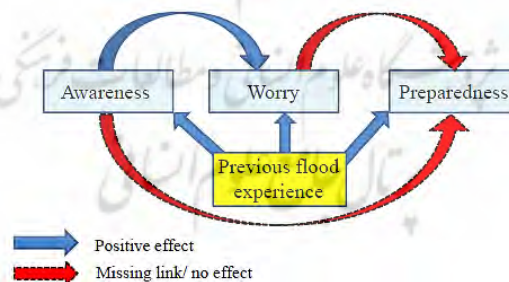 Awareness
Worry
Preparedness
Previous flood
experience
Positive effect
Missing link/ no effect